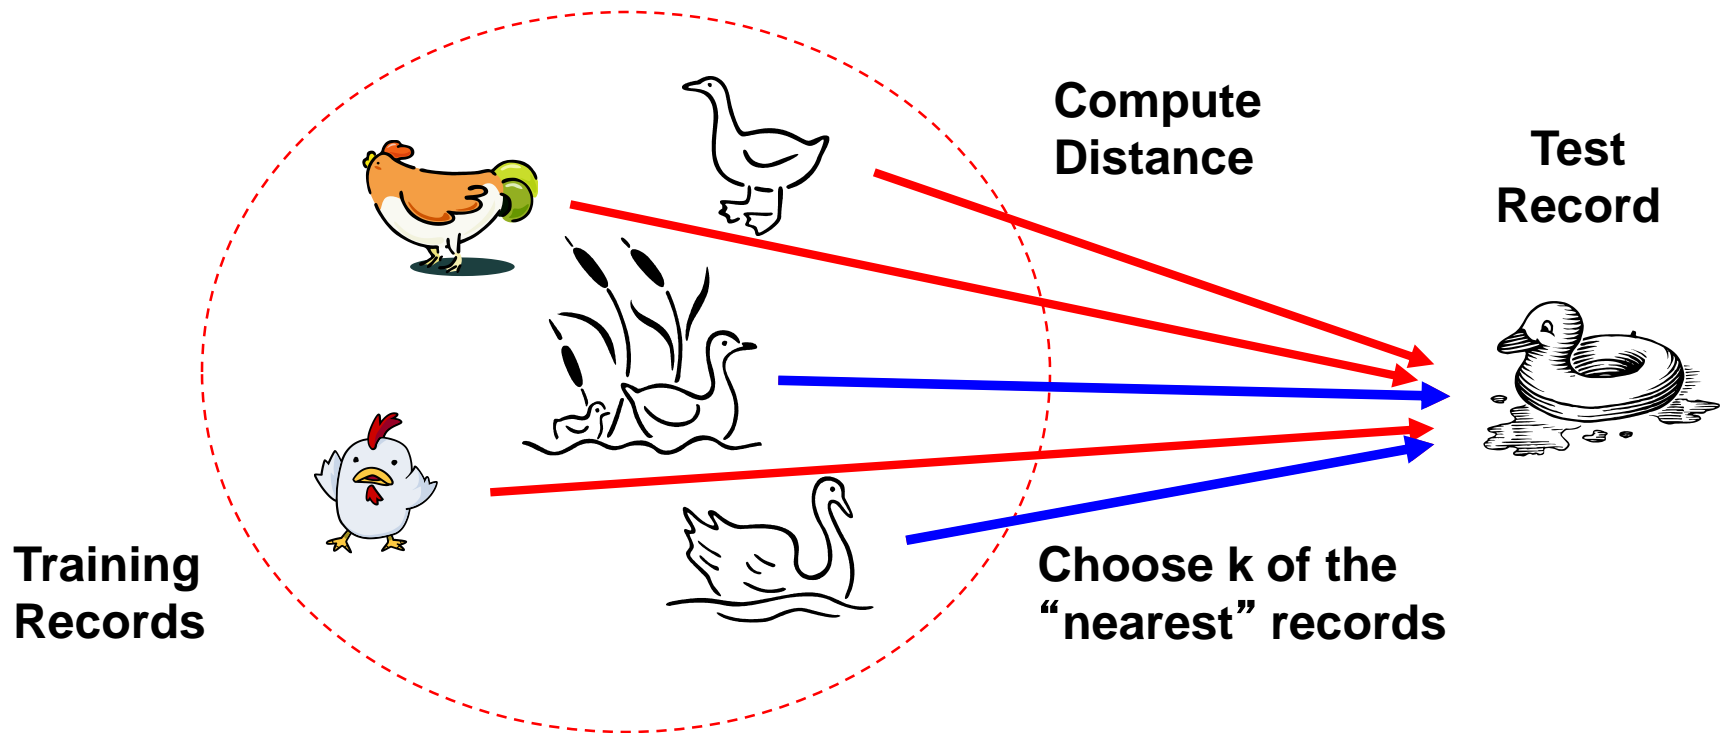 Compute
Distance
Test
Record
Training
Records
Choose k of the
“nearest” records